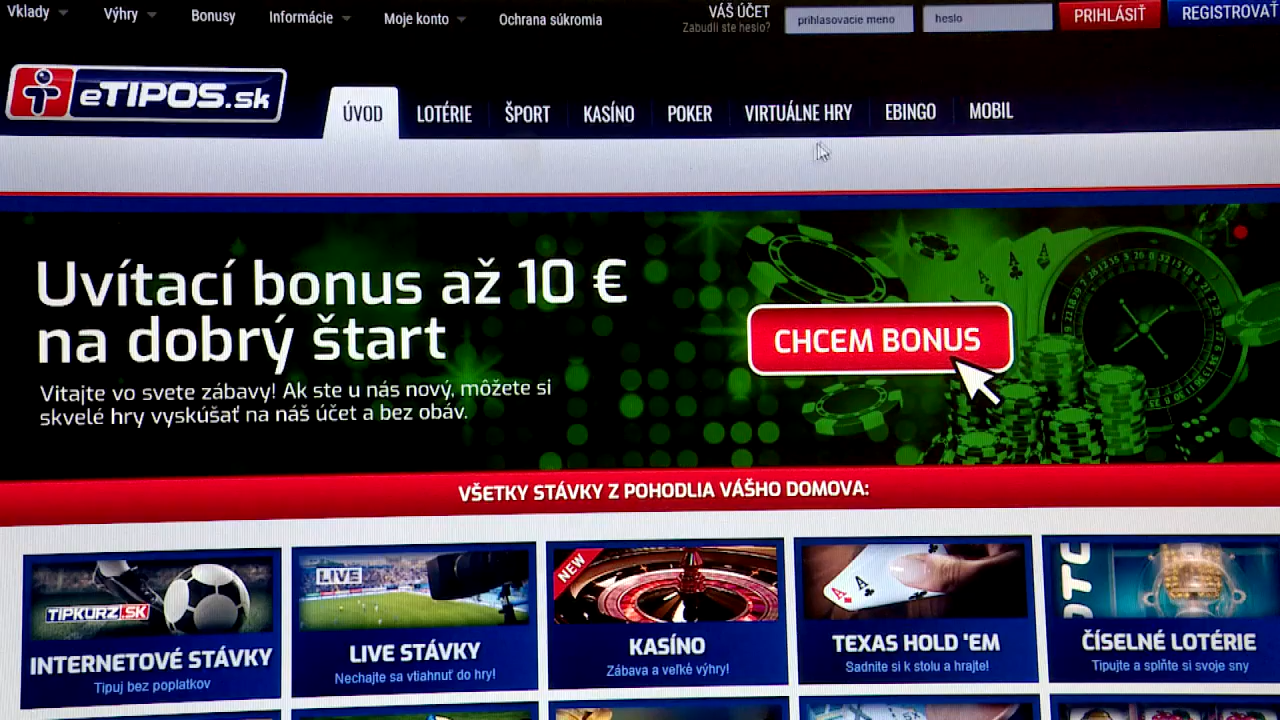 Vklady
Výhry
Bonusy
Informácie
Moje konto
Ochrana súkromia
VÁŠ ÚČET
Zabudli ste heslo?
prihlasovacie meno
heslo
PRIHLÁSIŤ
REGISTROVAŤ
eTIPOS.sk
ÚVOD
LOTÉRIE
ŠPORT
KASÍNO
POKER
VIRTUÁLNE HRY
EBINGO
MOBIL
Uvítací bonus až 10 €
na dobrý štart
Vitajte vo svete zábavy! Ak ste u nás nový, môžete si
skvelé hry vyskúšať na náš účet a bez obáv.
CHCEM BONUS
VŠETKY STÁVKY Z POHODLIA VÁŠHO DOMOVA:
TIPKURZ.SK
INTERNETOVÉ STÁVKY
Tipuj bez poplatkov
LIVE
LIVE STÁVKY
Nechajte sa vtiahnuť do hry!
NEW
KASÍNO
Zábava a veľké výhry!
A
A
TEXAS HOLD 'EM
Sadnite si k stolu a hrajte!
ČÍSELNÉ LOTÉRIE
Tipujte a splňte si svoje sny